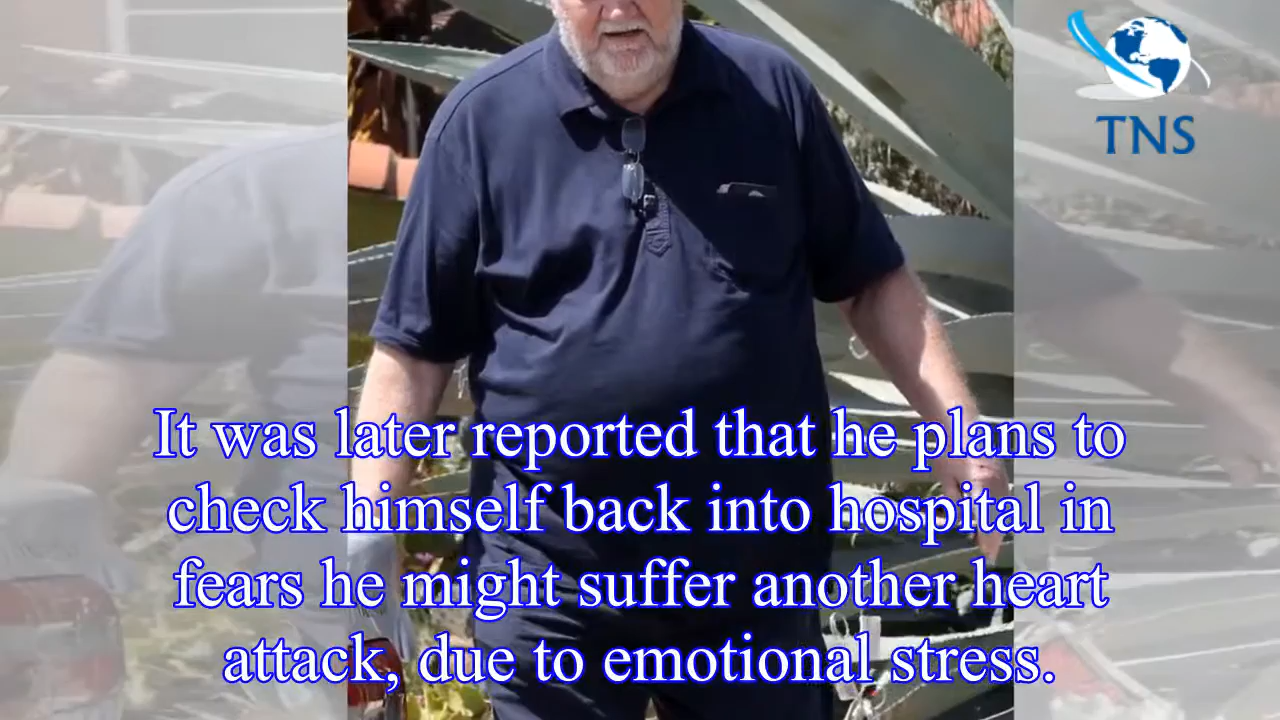 TNS
It was later reported that he plans to
check himself back into hospital in
fears he might suffer another heart
attack, due to emotional stress.